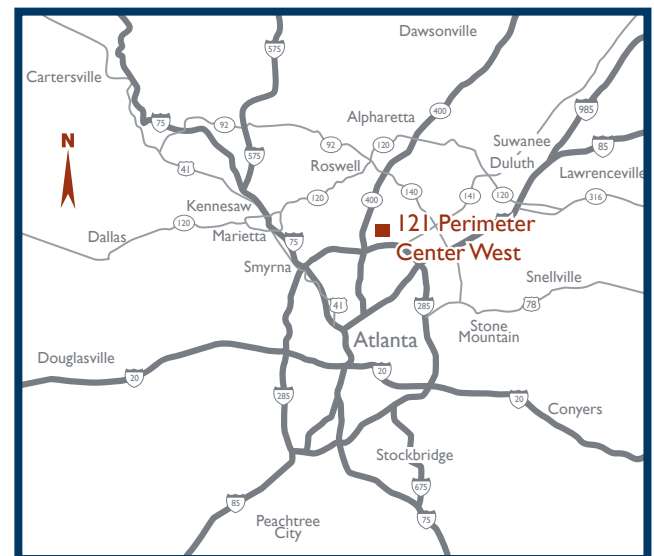 Dawsonville
575
Cartersville
985
400
Alpharetta
75
92
Suwanee
92
120
85
575
Duluth
Roswell
41
Lawrenceville
N
400
140
141
120
316
120
Kennesaw
120
121 Perimeter
Center West
Dallas
Marietta
75
Smyrna
Snellville
41
285
78
Stone
Mountain
Atlanta
Douglasville
20
20
285
20
Conyers
Stockbridge
675
85
75
Peachtree
City